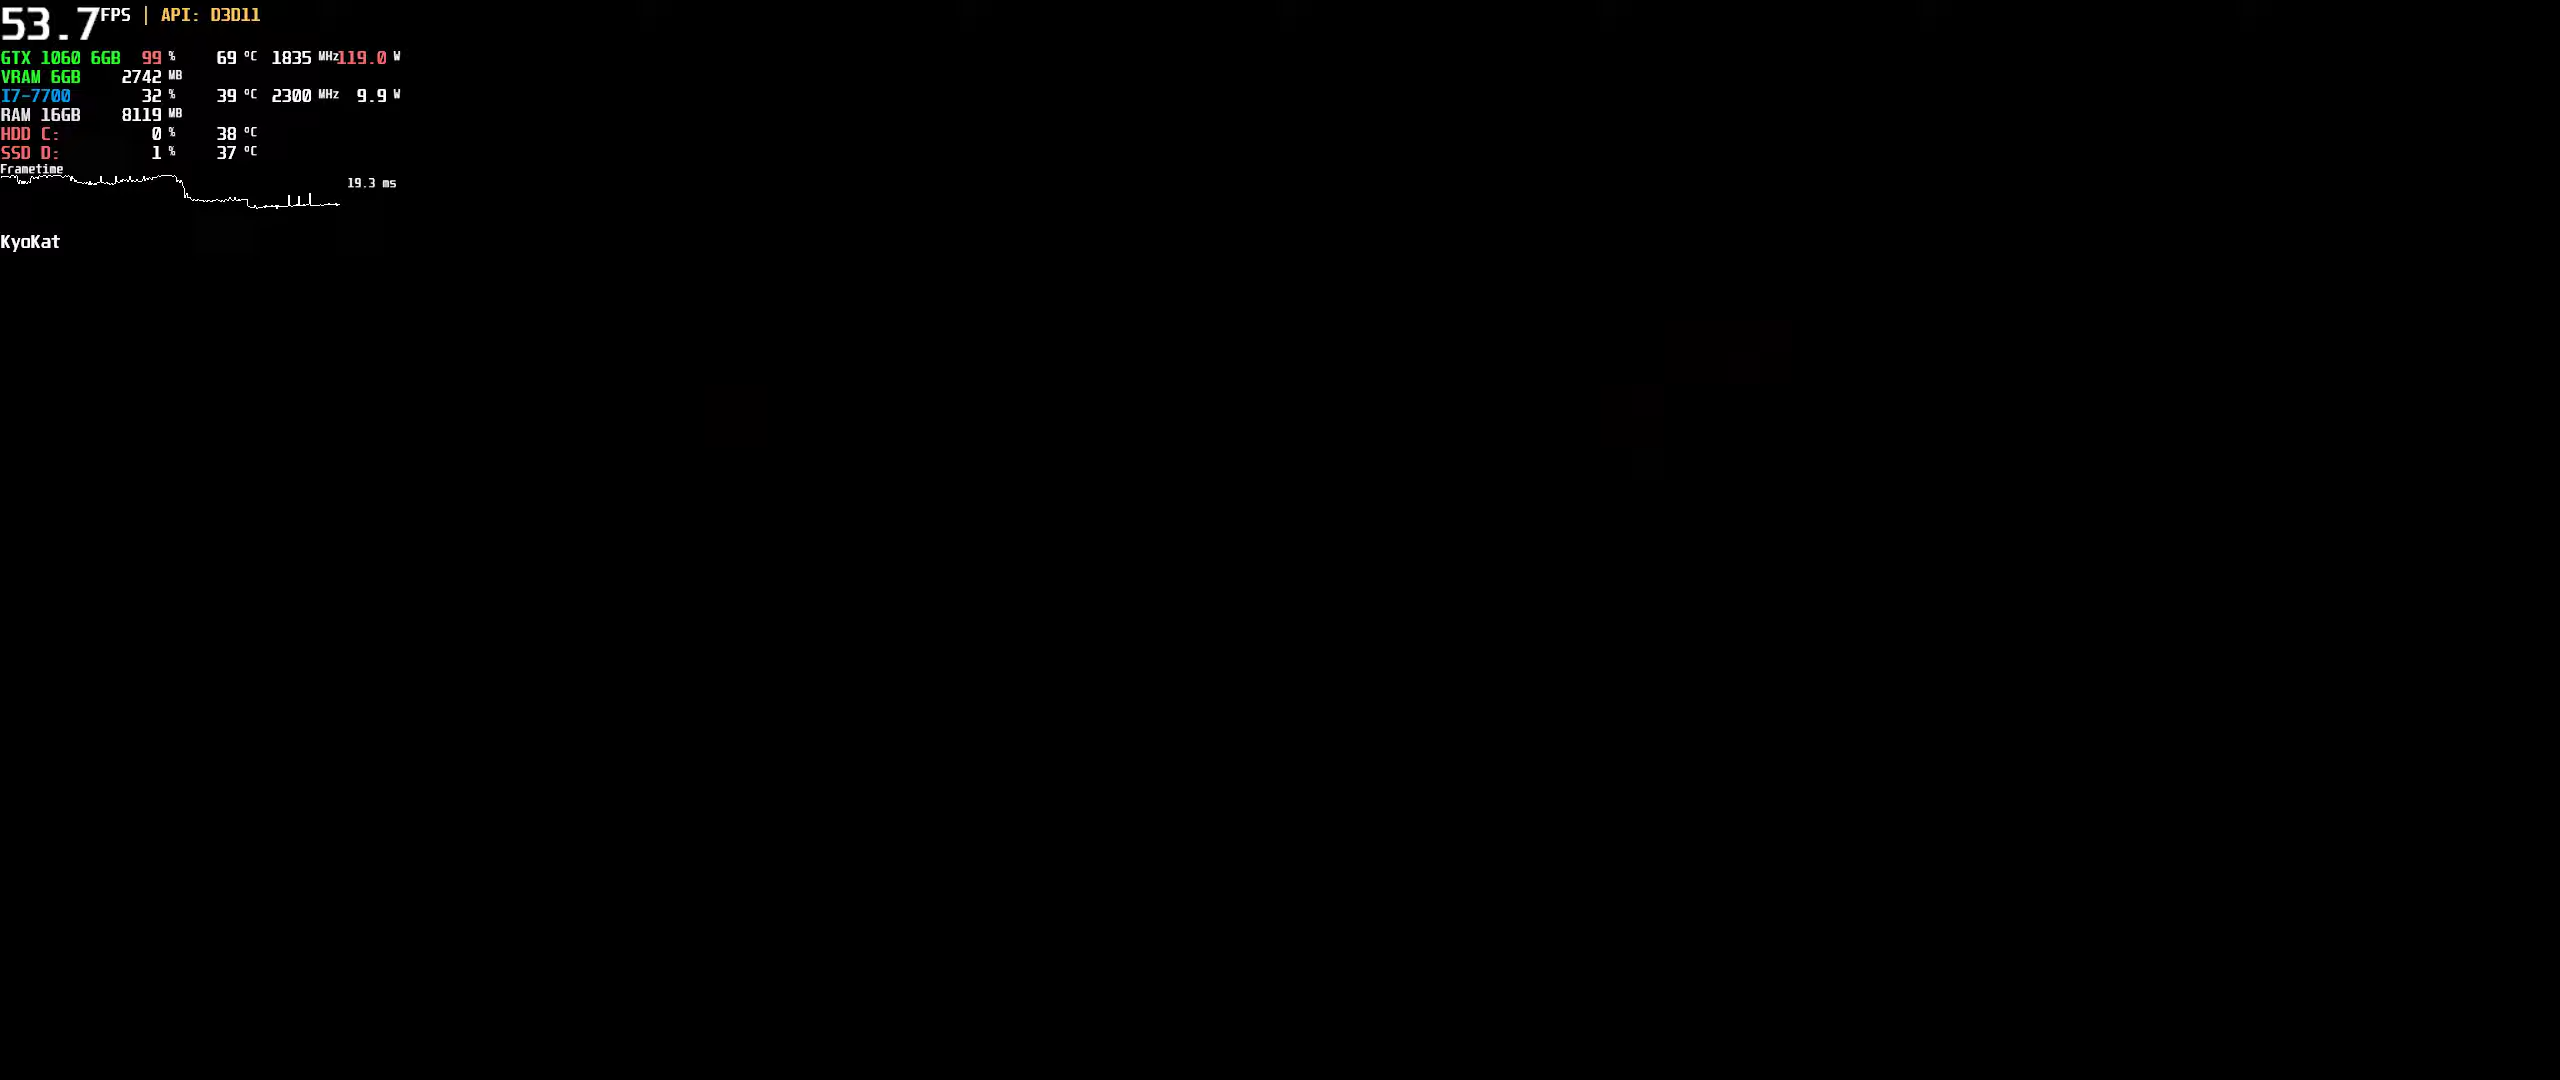 53.7 FPS | API: D3D11
GTX 1060 6GB 99 % 69 °C 1835 MHz 119.0 W
VRAM 6GB 2742 MB
I7-7700 32 % 39 °C 2300 MHz 9.9 W
RAM 16GB 8119 MB
HDD C: 0 % 38 °C
SSD D: 1 % 37 °C
Frametime
19.3 ms
KyoKat